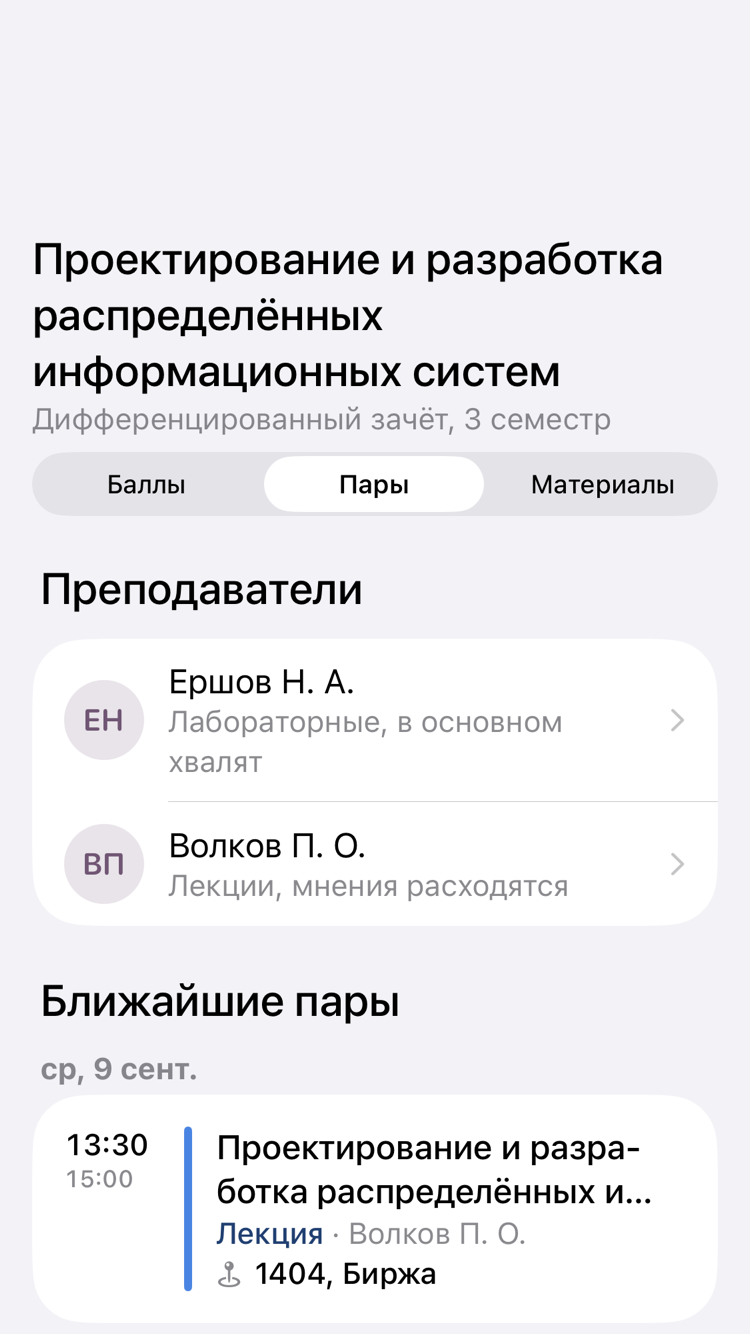 Проектирование и разработка
распределённых
информационных систем
Дифференцированный зачёт, 3 семестр
Баллы
Пары
Материалы
Преподаватели
ЕН
Ершов Н. А.
Лабораторные, в основном
хвалят
ВП
Волков П. О.
Лекции, мнения расходятся
Ближайшие пары
ср, 9 сент.
13:30
15:00
Проектирование и разра-
ботка распределённых и...
Лекция · Волков П. О.
1404, Биржа